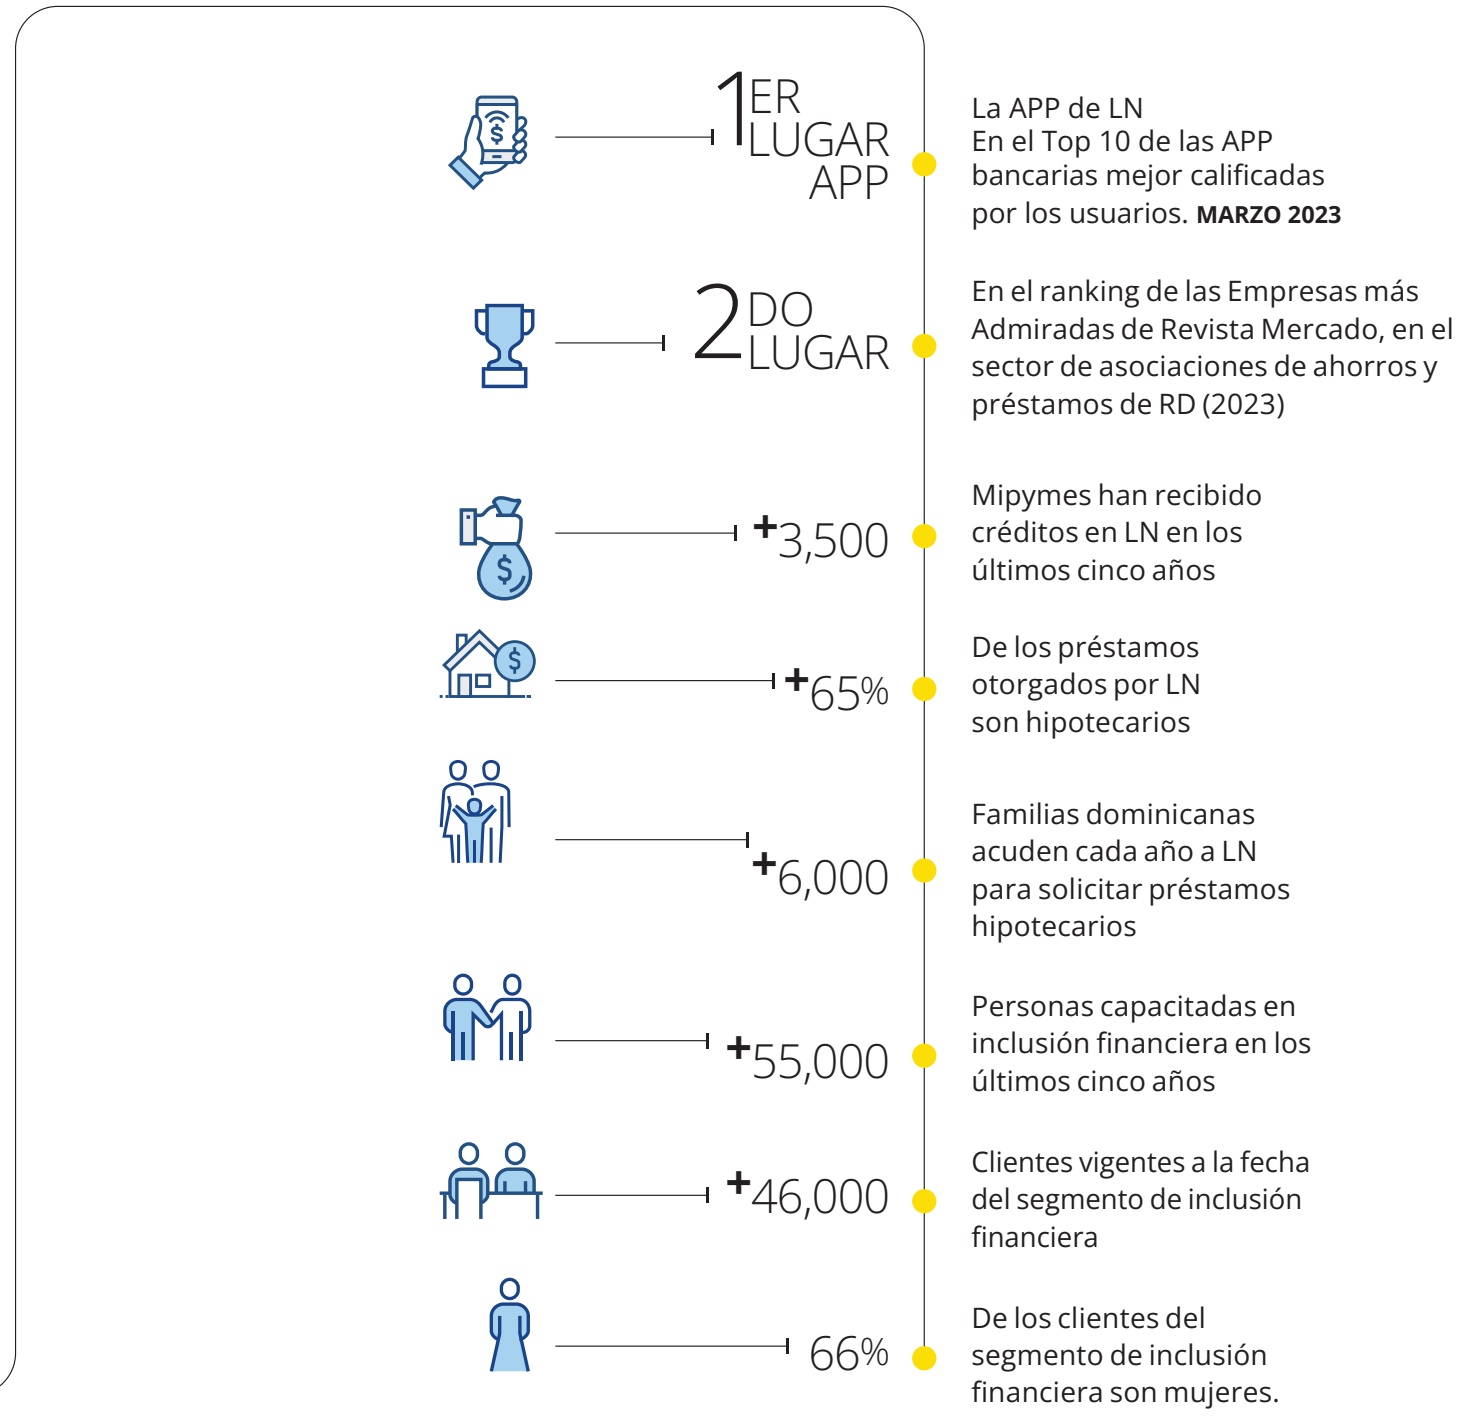 1ER
LUGAR
APP
La APP de LN
En el Top 10 de las APP
bancarias mejor calificadas
por los usuarios. MARZO 2023
2DO
LUGAR
En el ranking de las Empresas más
Admiradas de Revista Mercado, en el
sector de asociaciones de ahorros y
préstamos de RD (2023)
$
+3,500
Mipymes han recibido
créditos en LN en los
últimos cinco años
+65%
De los préstamos
otorgados por LN
son hipotecarios
+6,000
Familias dominicanas
acuden cada año a LN
para solicitar préstamos
hipotecarios
+55,000
Personas capacitadas en
inclusión financiera en los
últimos cinco años
+46,000
Clientes vigentes a la fecha
del segmento de inclusión
financiera
66%
De los clientes del
segmento de inclusión
financiera son mujeres.